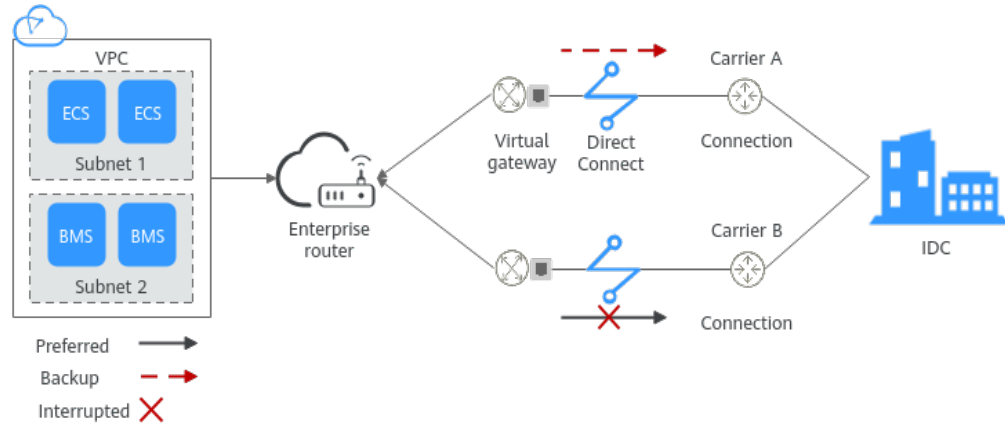 VPC
ECS
ECS
Subnet 1
BMS
BMS
Subnet 2
Enterprise
router
Virtual
gateway
Direct
Connect
Carrier A
Connection
Carrier B
Connection
IDC
Preferred
Backup
Interrupted